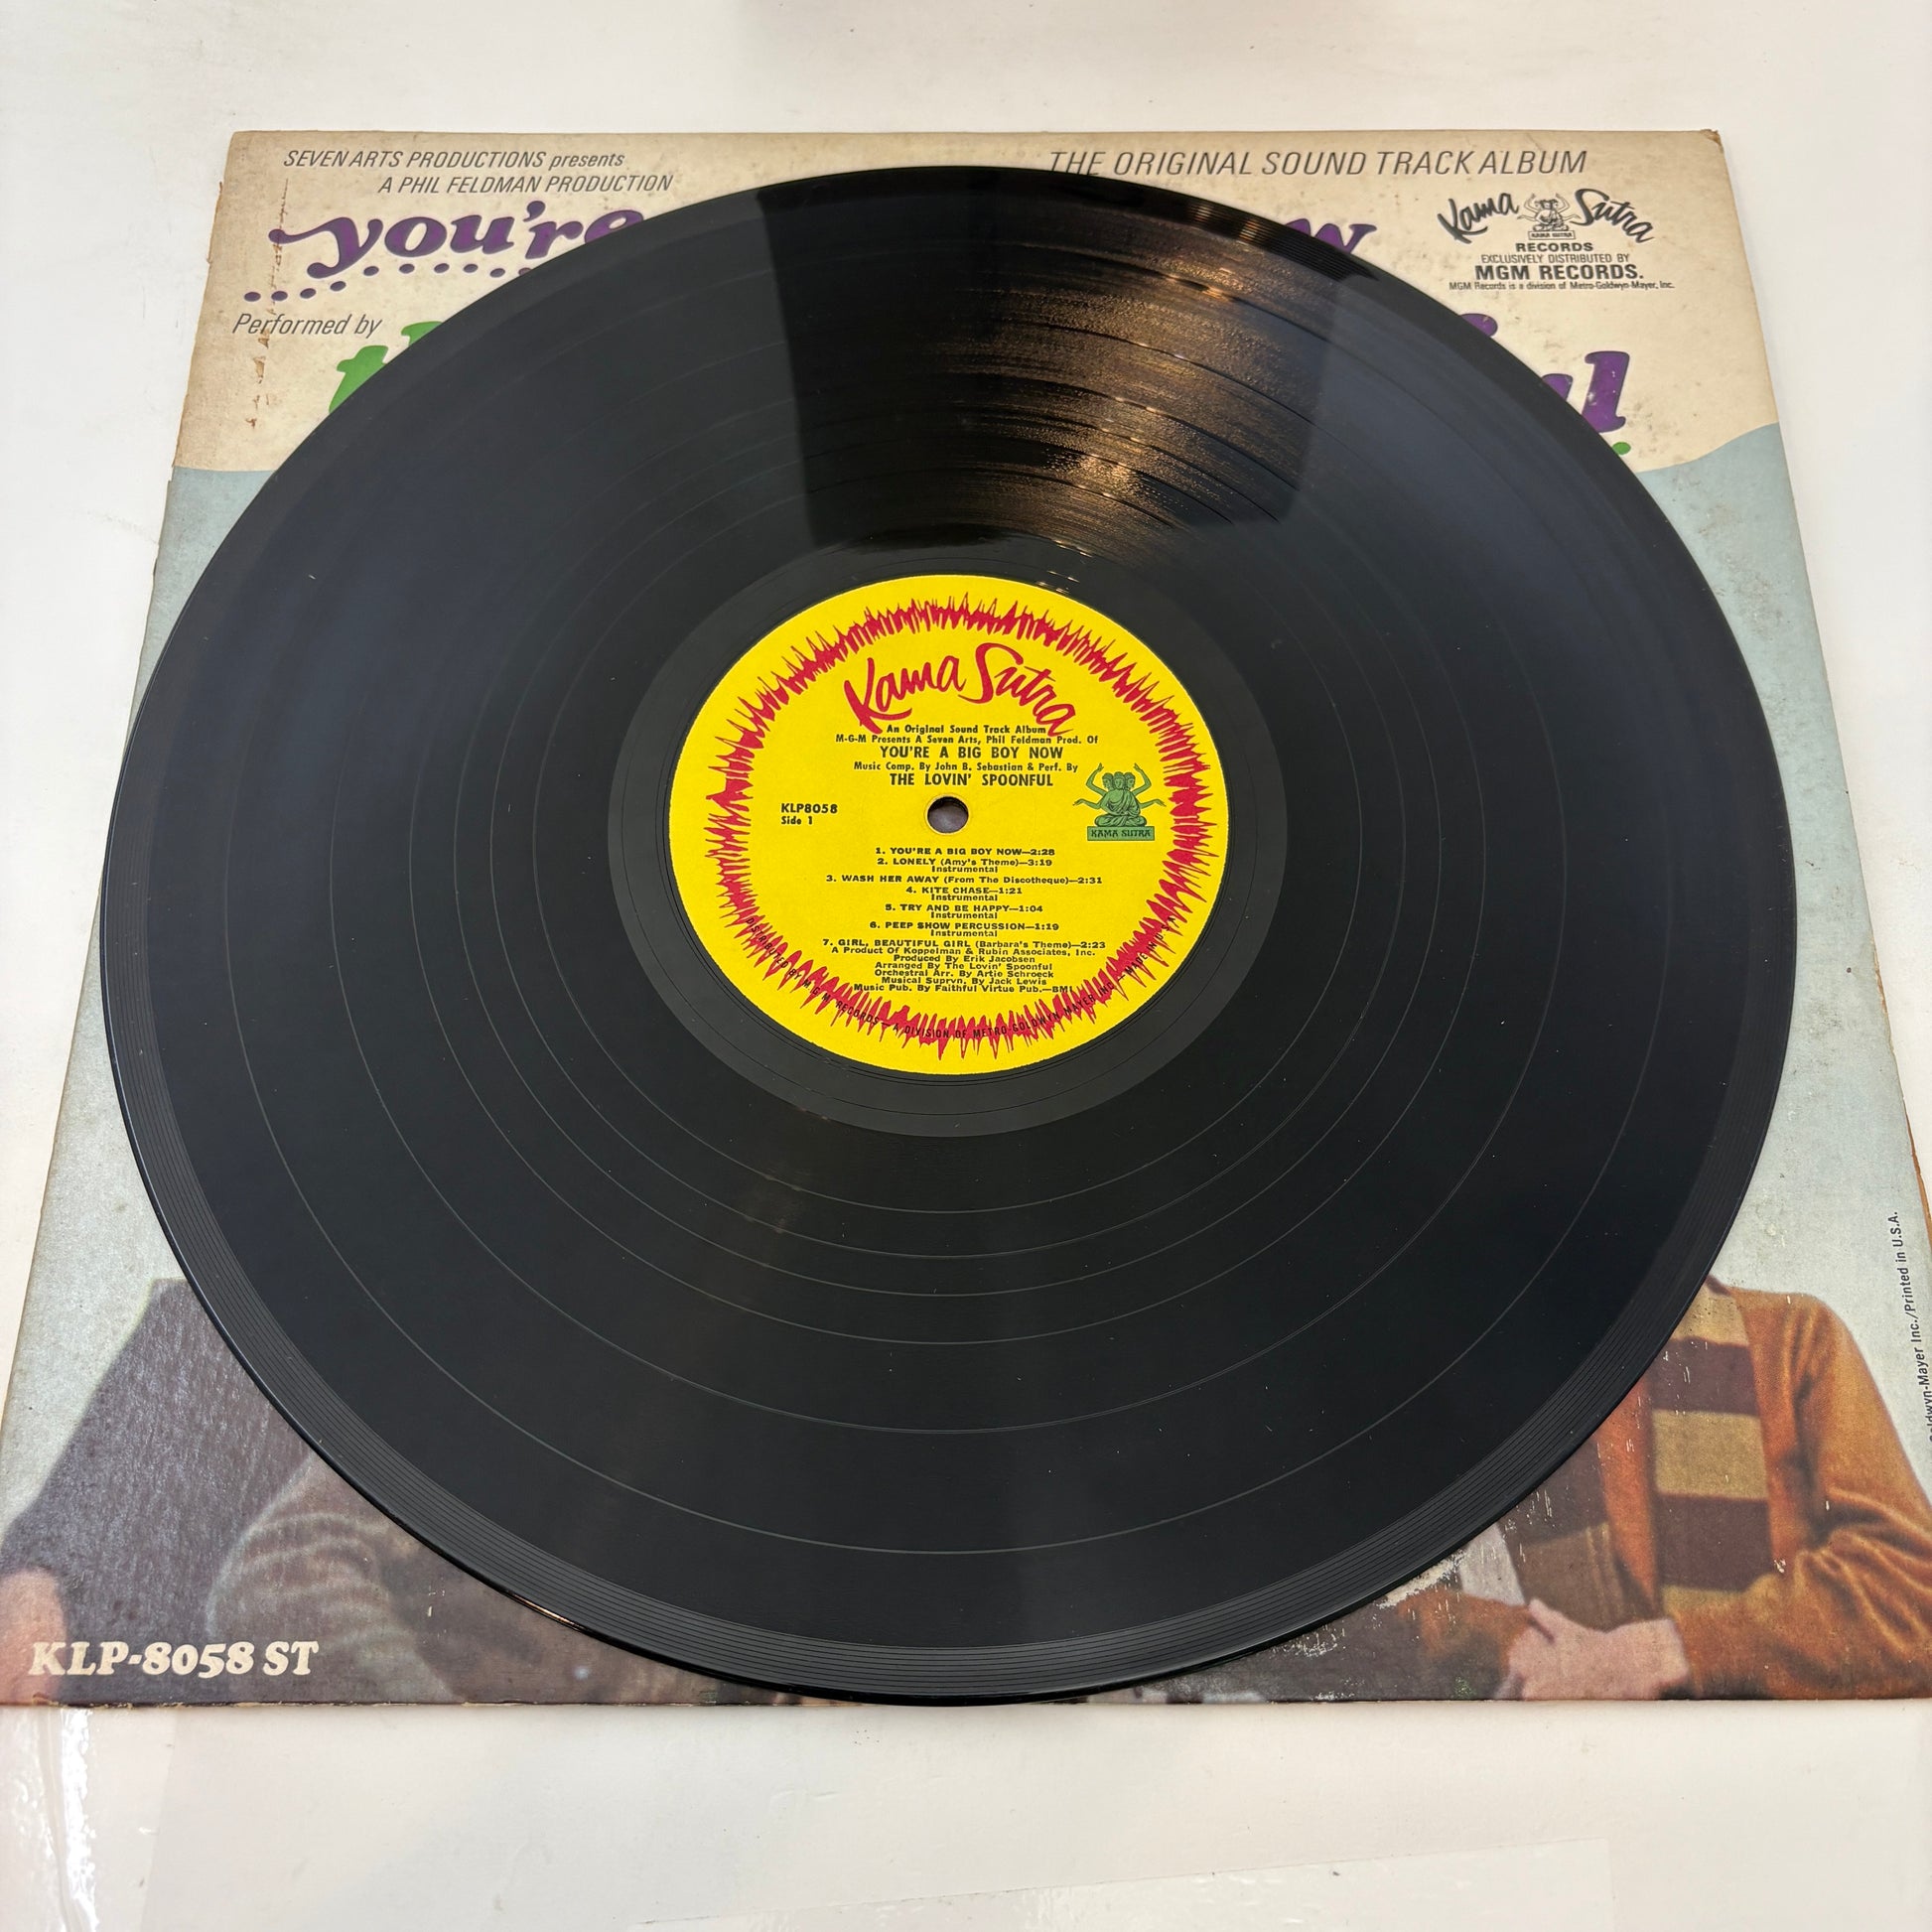 SEVEN ARTS PRODUCTIONS presents
A PHIL FELDMAN PRODUCTION
THE ORIGINAL SOUND TRACK ALBUM
you're
Kama Sutra
KAMA SUTRA
RECORDS
EXCLUSIVELY DISTRIBUTED BY
MGM RECORDS.
MGM Records is a division of Metro-Goldwyn-Mayer, Inc.
Performed by
Kama Sutra
An Original Sound Track Album
M-G-M Presents A Seven Arts, Phil Feldman Prod. Of
YOU'RE A BIG BOY NOW
Music Comp. By John B. Sebastian & Perf. By
THE LOVIN' SPOONFUL
KLP8058
Side 1
KAMA SUTRA
1. YOU'RE A BIG BOY NOW—2:28
2. LONELY (Amy's Theme)—3:19
Instrumental
3. WASH HER AWAY (From The Discotheque)—2:31
4. KITE CHASE—1:21
Instrumental
5. TRY AND BE HAPPY—1:04
Instrumental
6. PEEP SHOW PERCUSSION—1:19
Instrumental
7. GIRL, BEAUTIFUL GIRL (Barbara's Theme)—2:23
A Product Of Koppelman & Rubin Associates, Inc.
Produced By Erik Jacobsen
Arranged By The Lovin' Spoonful
Orchestral Arr. By Artie Schroeck
Musical Suprvn. By Jack Lewis
Music Pub. By Faithful Virtue Pub.—BMI
DISTRIBUTED BY M-G-M RECORDS — A DIVISION OF METRO-GOLDWYN MAYER INC. — MADE IN U.S.A.
Mayer Inc./Printed in U.S.A.
KLP-8058 ST